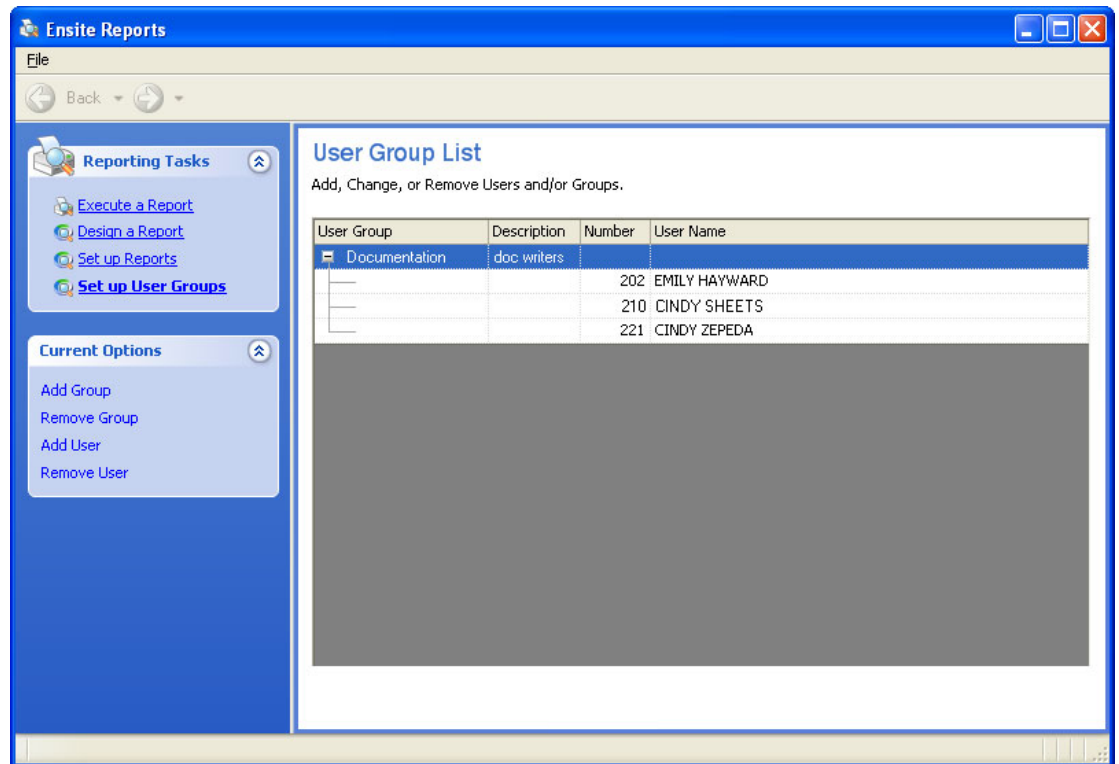 Ensite Reports
File
Back
Reporting Tasks
Execute a Report
Design a Report
Set up Reports
Set up User Groups
Current Options
Add Group
Remove Group
Add User
Remove User
User Group List
Add, Change, or Remove Users and/or Groups.
User Group Description Number User Name
Documentation doc writers
202 EMILY HAYWARD
210 CINDY SHEETS
221 CINDY ZEPEDA